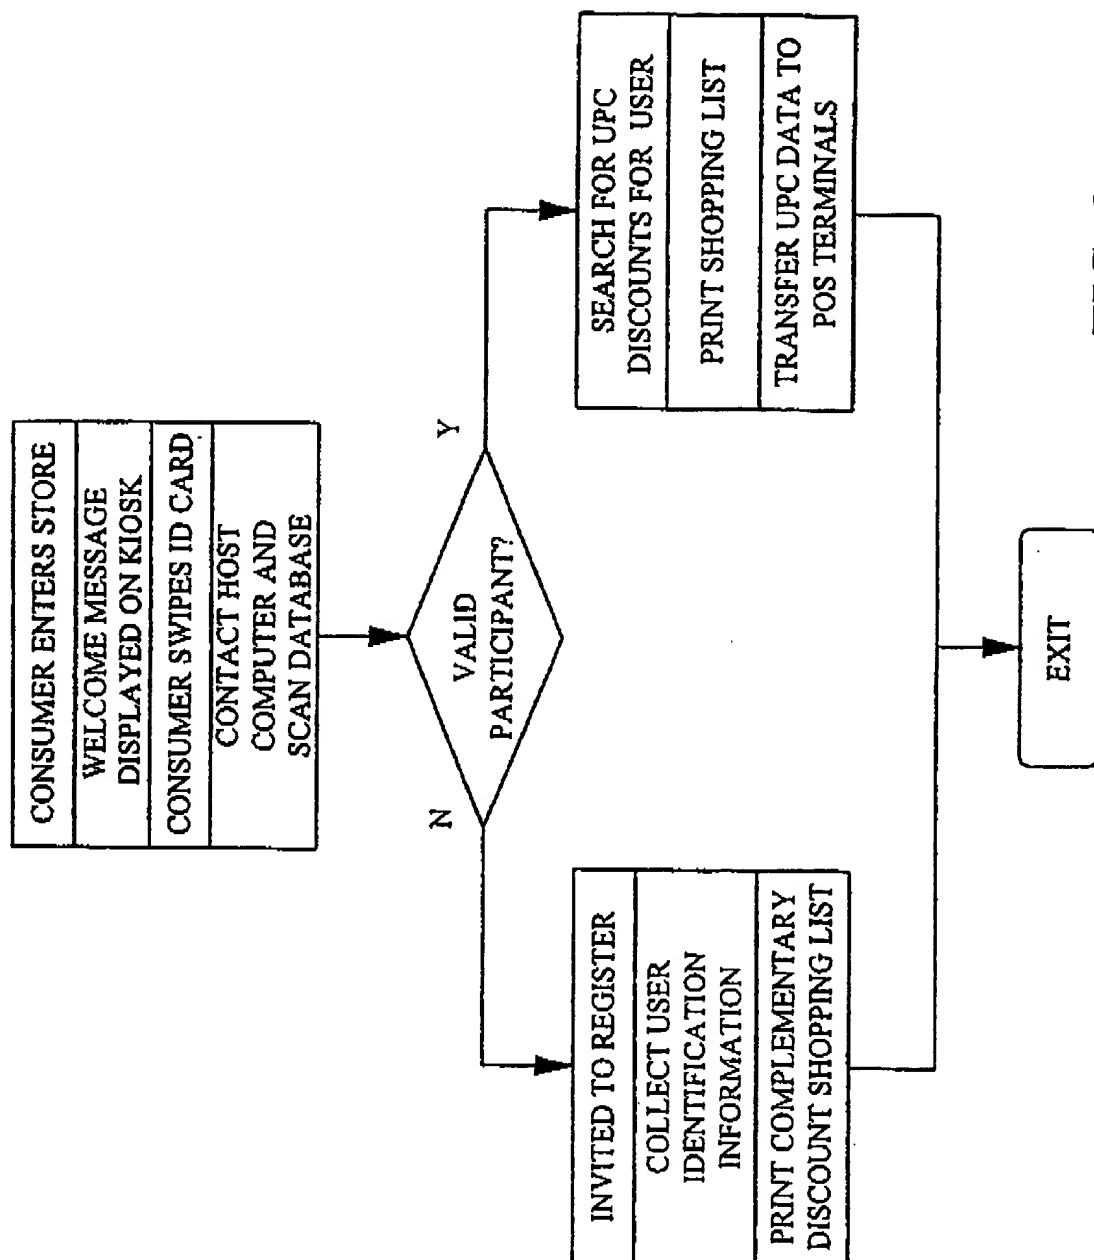 CONSUMER ENTERS STORE
WELCOME MESSAGE
DISPLAYED ON KIOSK
CONSUMER SWIPES ID CARD
CONTACT HOST
COMPUTER AND
SCAN DATABASE
VALID
PARTICIPANT?
N
Y
INVITED TO REGISTER
COLLECT USER
IDENTIFICATION
INFORMATION
PRINT COMPLEMENTARY
DISCOUNT SHOPPING LIST
SEARCH FOR UPC
DISCOUNTS FOR USER
PRINT SHOPPING LIST
TRANSFER UPC DATA TO
POS TERMINALS
EXIT